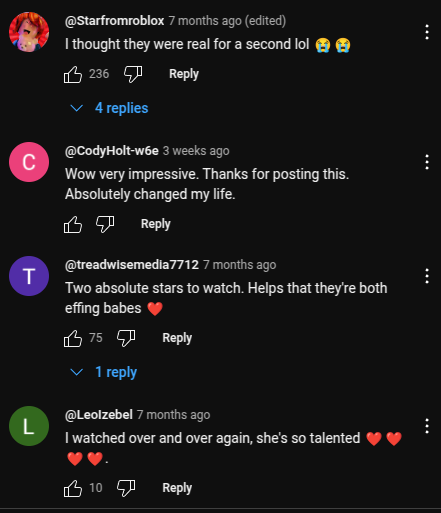 @Starfromroblox 7 months ago (edited)
I thought they were real for a second lol 😭 😭
236 Reply
4 replies
C
@CodyHolt-w6e 3 weeks ago
Wow very impressive. Thanks for posting this.
Absolutely changed my life.
Reply
T
@treadwisemedia7712 7 months ago
Two absolute stars to watch. Helps that they're both
effing babes ❤️
75 Reply
1 reply
L
@LeoIzebel 7 months ago
I watched over and over again, she's so talented ❤️ ❤️
❤️ ❤️ .
10 Reply